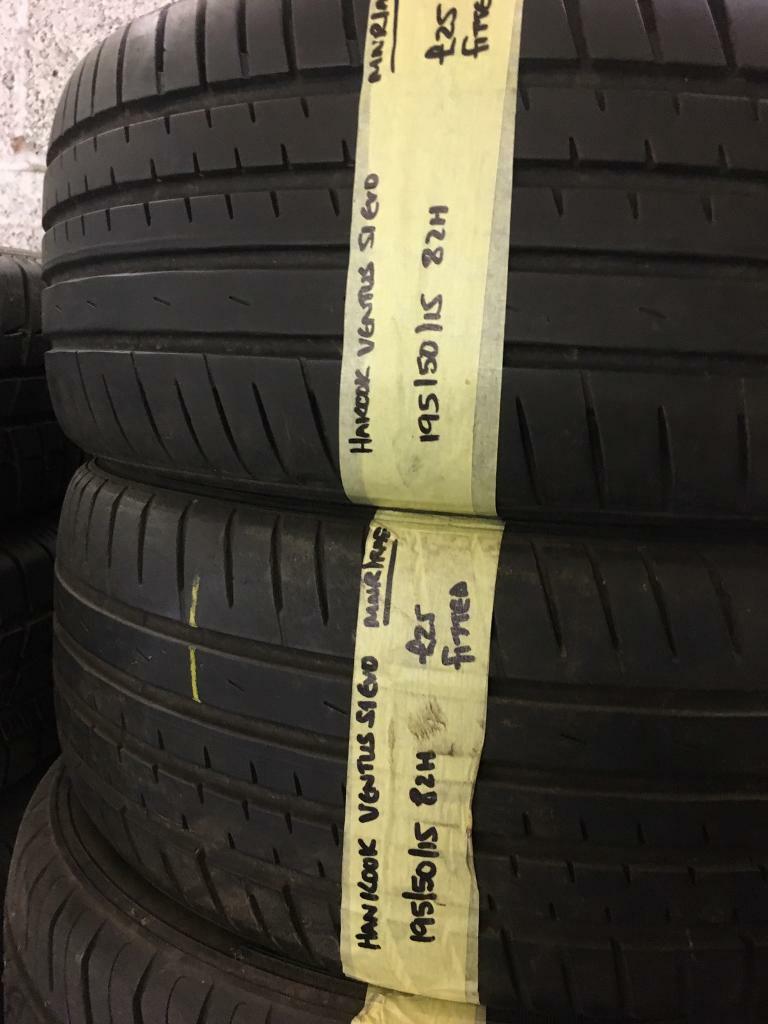 HAKOOK VENTUS S1 EVO
195/50/15 82H
£25
FITTED
HANKOOK VENTUS S1 EVO
195/50/15 82H
£25
FITTED